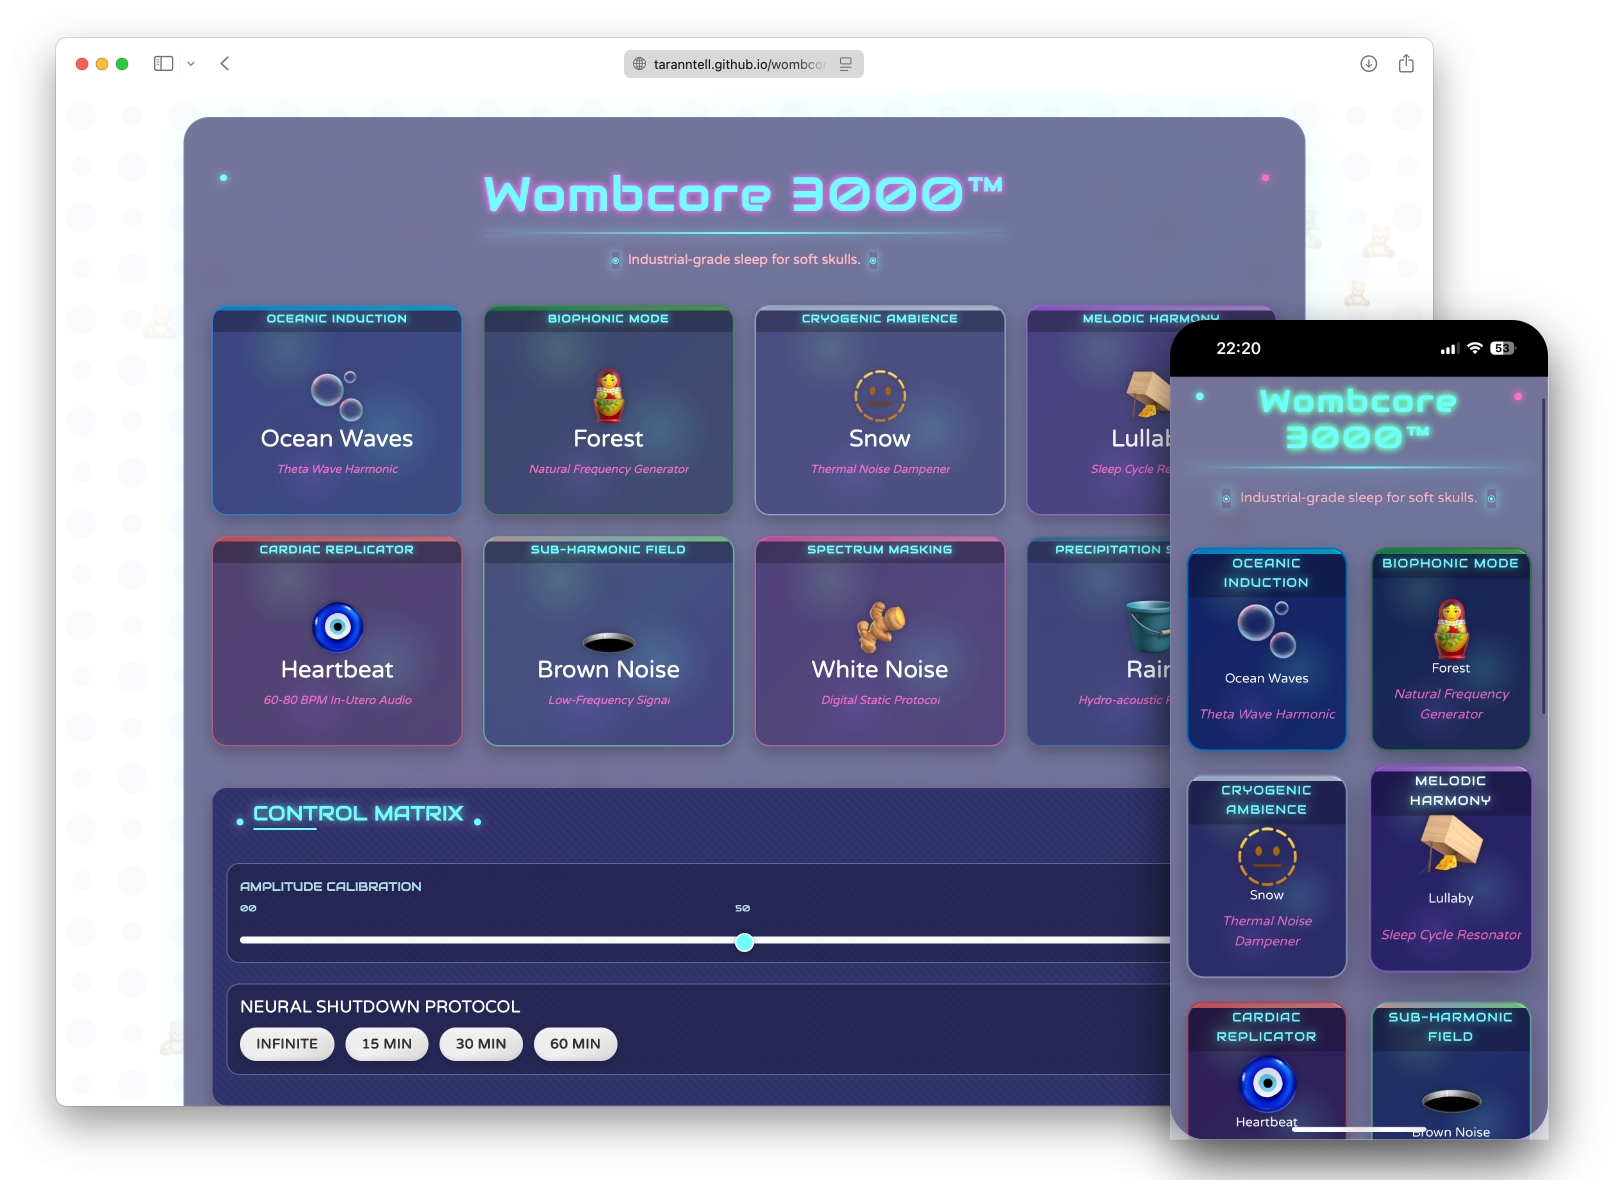 taranntell.github.io/wombco
Wombcore 3000™
Industrial-grade sleep for soft skulls.
OCEANIC INDUCTION
Ocean Waves
Theta Wave Harmonic
BIOPHONIC MODE
Forest
Natural Frequency Generator
CRYOGENIC AMBIENCE
Snow
Thermal Noise Dampener
MELODIC HARMONY
Lullab
Sleep Cycle Re
CARDIAC REPLICATOR
Heartbeat
60-80 BPM In-Utero Audio
SUB-HARMONIC FIELD
Brown Noise
Low-Frequency Signal
SPECTRUM MASKING
White Noise
Digital Static Protocol
PRECIPITATION S
Rain
Hydro-acoustic
CONTROL MATRIX
AMPLITUDE CALIBRATION
00
50
NEURAL SHUTDOWN PROTOCOL
INFINITE
15 MIN
30 MIN
60 MIN
22:20
53
Wombcore
3000™
Industrial-grade sleep for soft skulls.
OCEANIC
INDUCTION
Ocean Waves
Theta Wave Harmonic
BIOPHONIC MODE
Forest
Natural Frequency
Generator
CRYOGENIC
AMBIENCE
Snow
Thermal Noise
Dampener
MELODIC
HARMONY
Lullaby
Sleep Cycle Resonator
CARDIAC
REPLICATOR
Heartbeat
SUB-HARMONIC
FIELD
Brown Noise